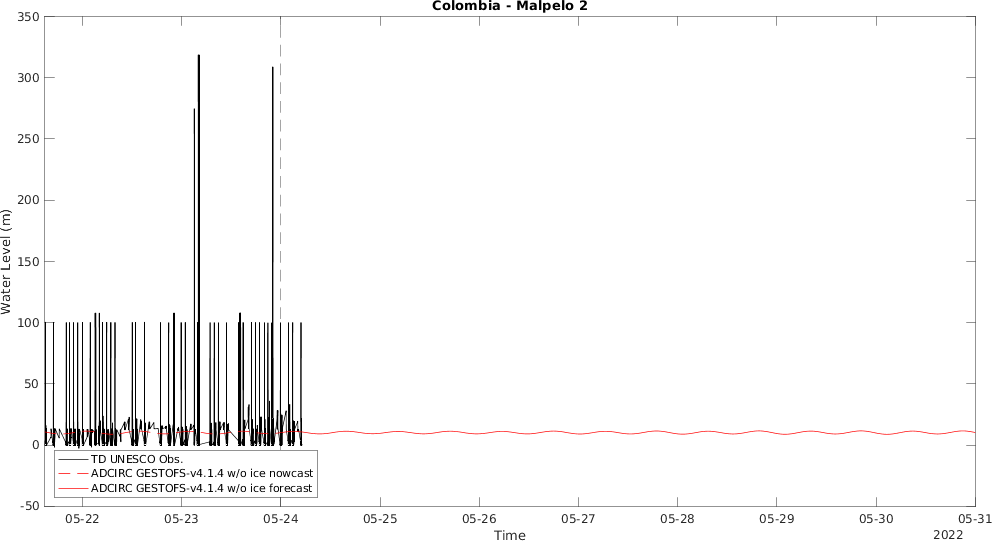 Colombia - Malpelo 2
350
300
250
200
150
100
50
0
-50
Water Level (m)
TD UNESCO Obs.
ADCIRC GESTOFS-v4.1.4 w/o ice nowcast
ADCIRC GESTOFS-v4.1.4 w/o ice forecast
05-22 05-23 05-24 05-25 05-26 05-27 05-28 05-29 05-30 05-31
Time
2022